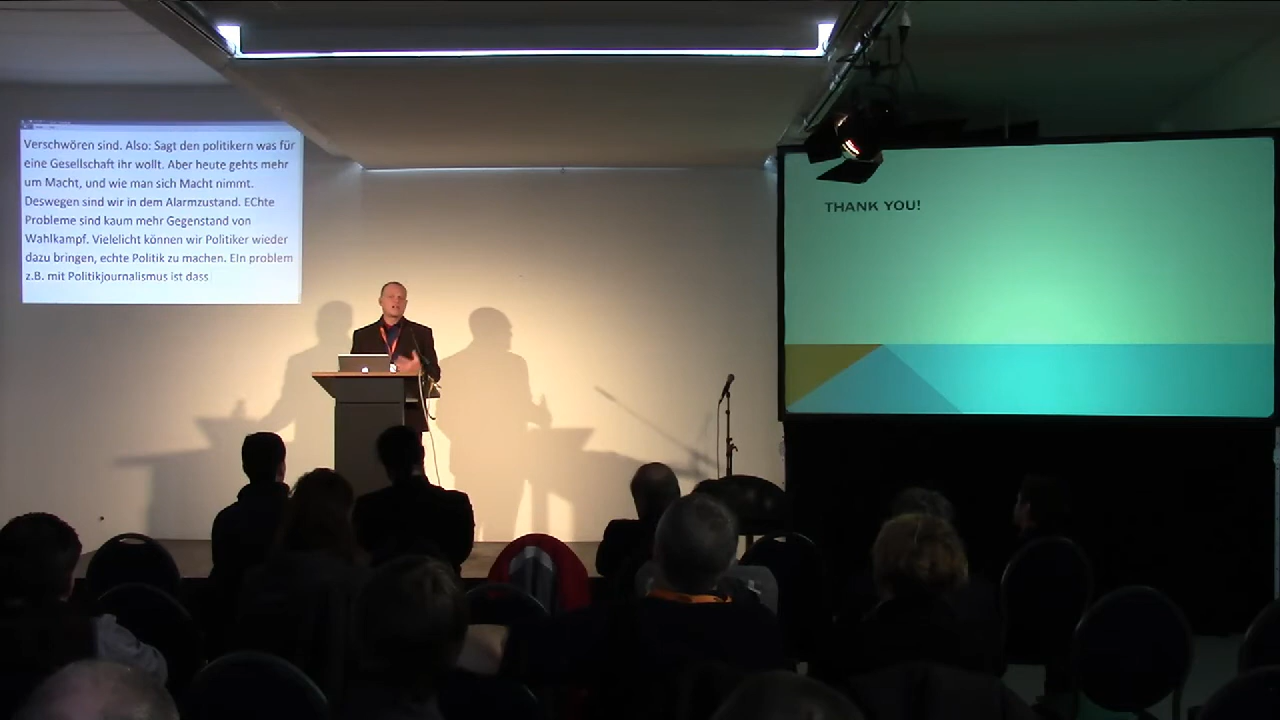 Verschwören sind. Also: Sagt den politikern was für
eine Gesellschaft ihr wollt. Aber heute gehts mehr
um Macht, und wie man sich Macht nimmt.
Deswegen sind wir in dem Alarmzustand. EChte
Probleme sind kaum mehr Gegenstand von
Wahlkampf. Vielelicht können wir Politiker wieder
dazu bringen, echte Politik zu machen. EIn problem
z.B. mit Politikjournalismus ist dass
THANK YOU!